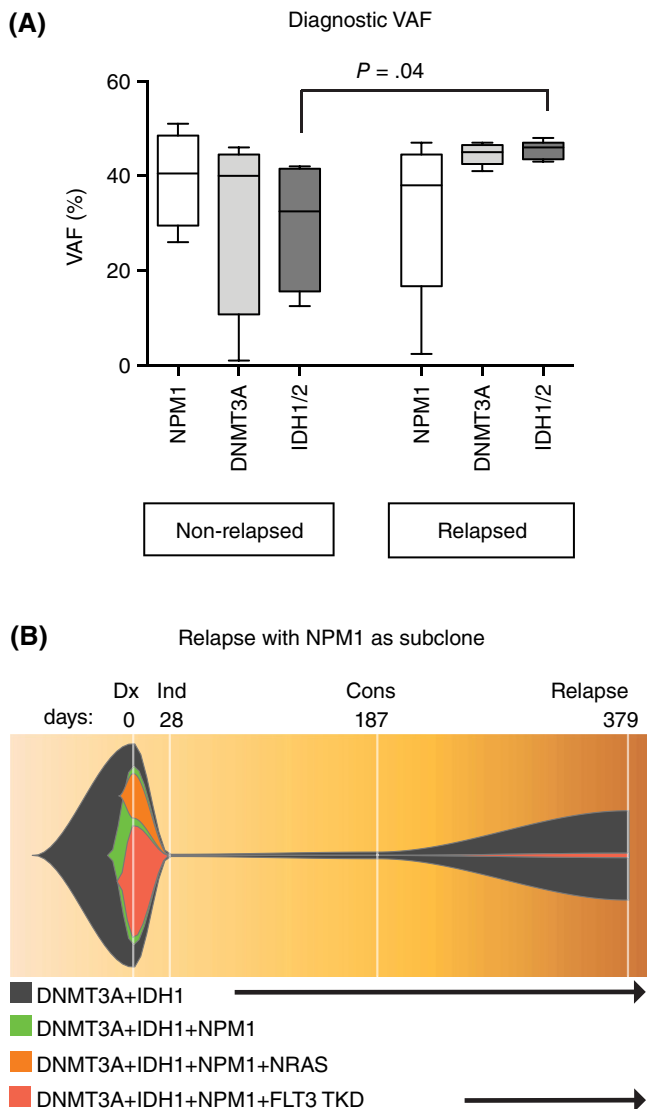 (A)
Diagnostic VAF
P = .04
60
40
20
0
VAF (%)
NPM1
DNMT3A
IDH1/2
NPM1
DNMT3A
IDH1/2
Non-relapsed
Relapsed
(B)
Relapse with NPM1 as subclone
Dx Ind Cons Relapse
days: 0 28 187 379
DNMT3A+IDH1
DNMT3A+IDH1+NPM1
DNMT3A+IDH1+NPM1+NRAS
DNMT3A+IDH1+NPM1+FLT3 TKD